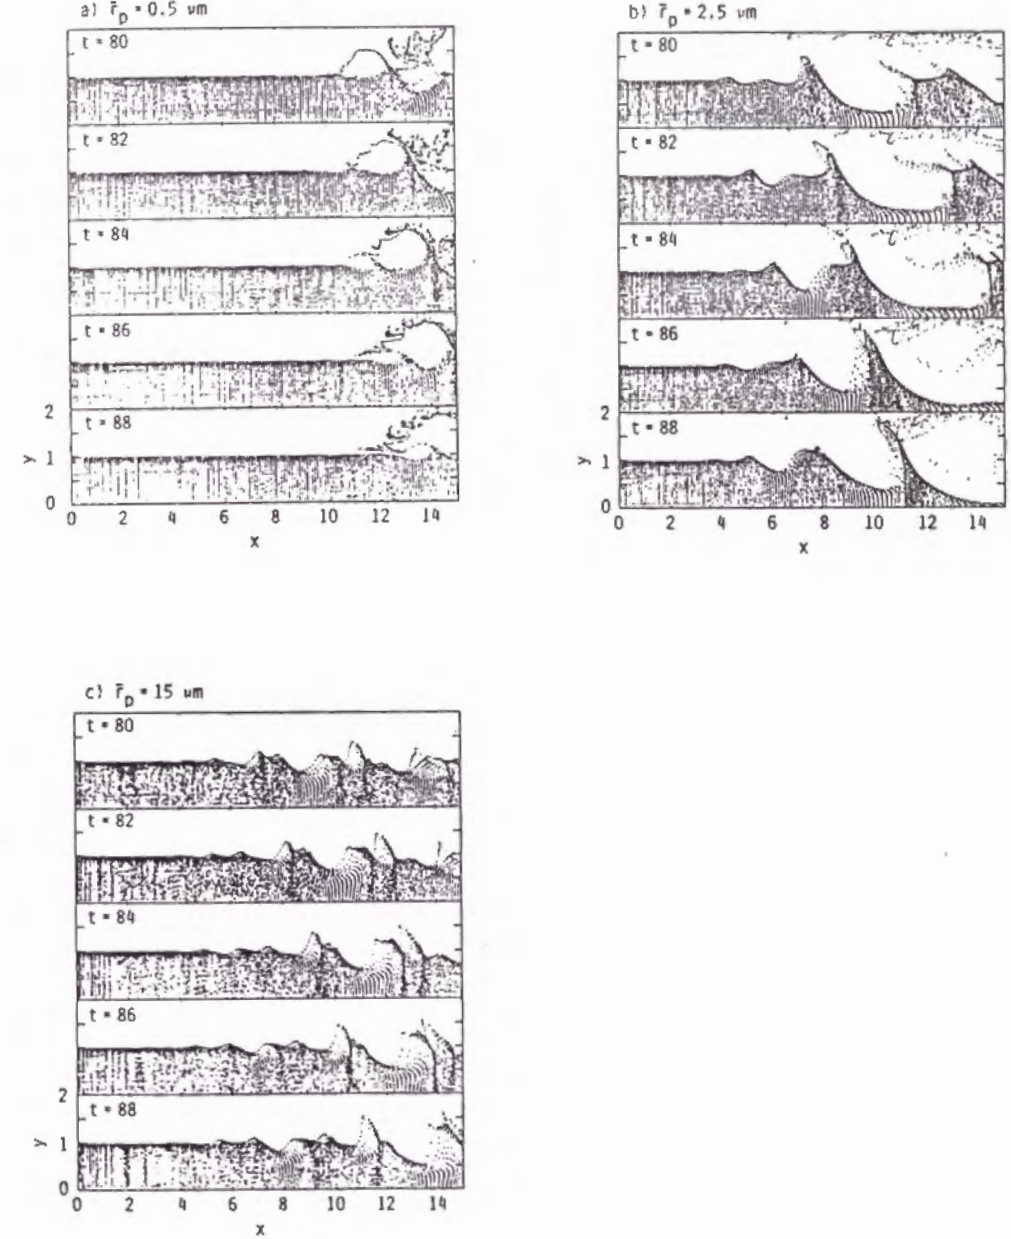 a) r̄p = 0.5 µm
t = 80
t = 82
t = 84
t = 86
t = 88
2
y 1
0
0 2 4 6 8 10 12 14
x
b) r̄p = 2.5 µm
t = 80
t = 82
t = 84
t = 86
t = 88
2
y 1
0
0 2 4 6 8 10 12 14
x
c) r̄p = 15 µm
t = 80
t = 82
t = 84
t = 86
t = 88
2
y 1
0
0 2 4 6 8 10 12 14
x